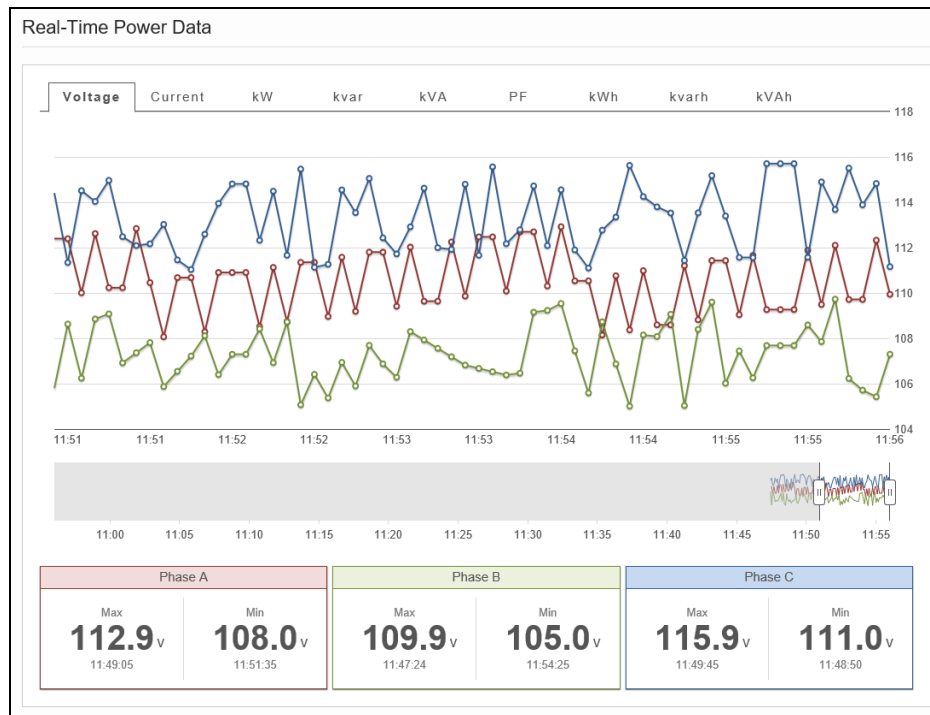 Real-Time Power Data
Voltage Current kW kvar kVA PF kWh kvarh kVAh
118
116
114
112
110
108
106
104
11:51 11:51 11:52 11:52 11:53 11:53 11:54 11:54 11:55 11:55 11:56
11:00 11:05 11:10 11:15 11:20 11:25 11:30 11:35 11:40 11:45 11:50 11:55
Phase A Phase B Phase C
Max Min Max Min Max Min
112.9 v 108.0 v 109.9 v 105.0 v 115.9 v 111.0 v
11:49:05 11:51:35 11:47:24 11:54:25 11:49:45 11:48:50